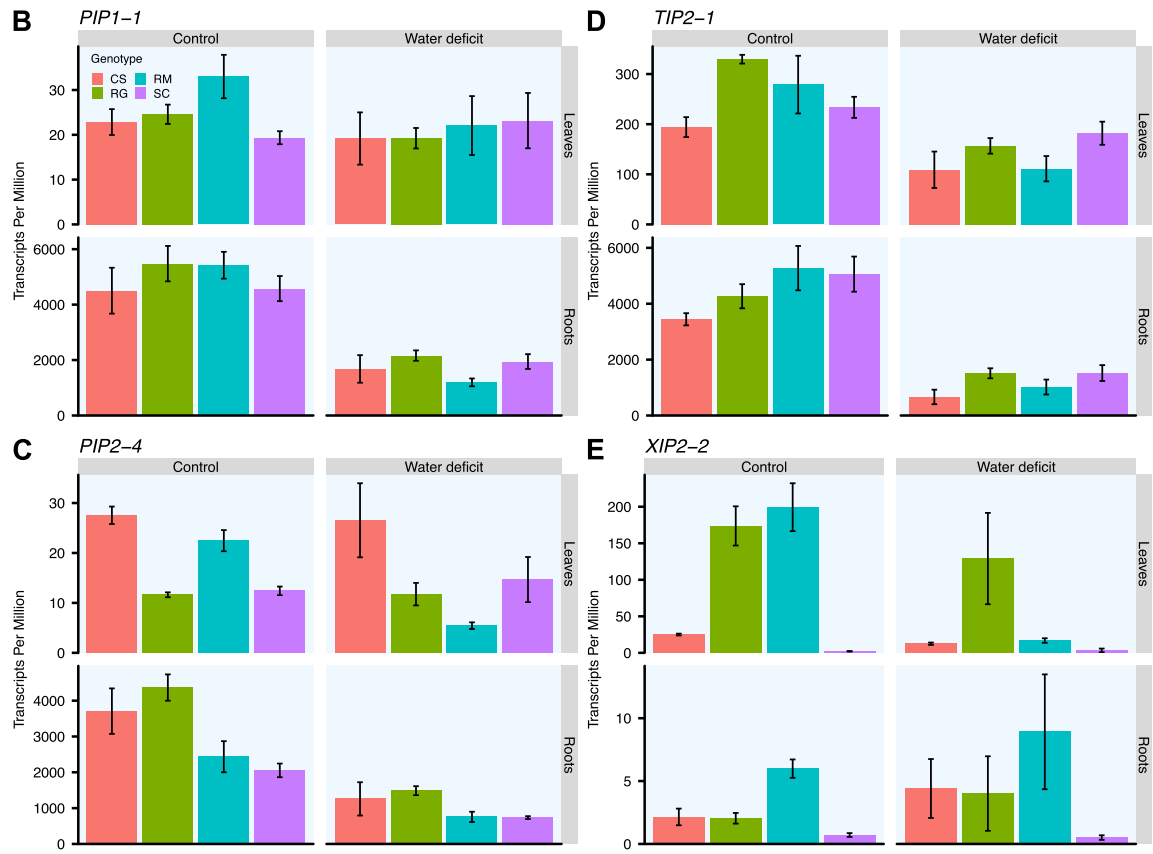 B PIP1−1
Control Water deficit
Genotype
CS RM
RG SC
30
20
10
0
Leaves
6000
4000
2000
0
Roots
Transcripts Per Million
D TIP2−1
Control Water deficit
300
200
100
0
Leaves
6000
4000
2000
0
Roots
Transcripts Per Million
C PIP2−4
Control Water deficit
30
20
10
0
Leaves
4000
3000
2000
1000
0
Roots
Transcripts Per Million
E XIP2−2
Control Water deficit
200
150
100
50
0
Leaves
10
5
0
Roots
Transcripts Per Million